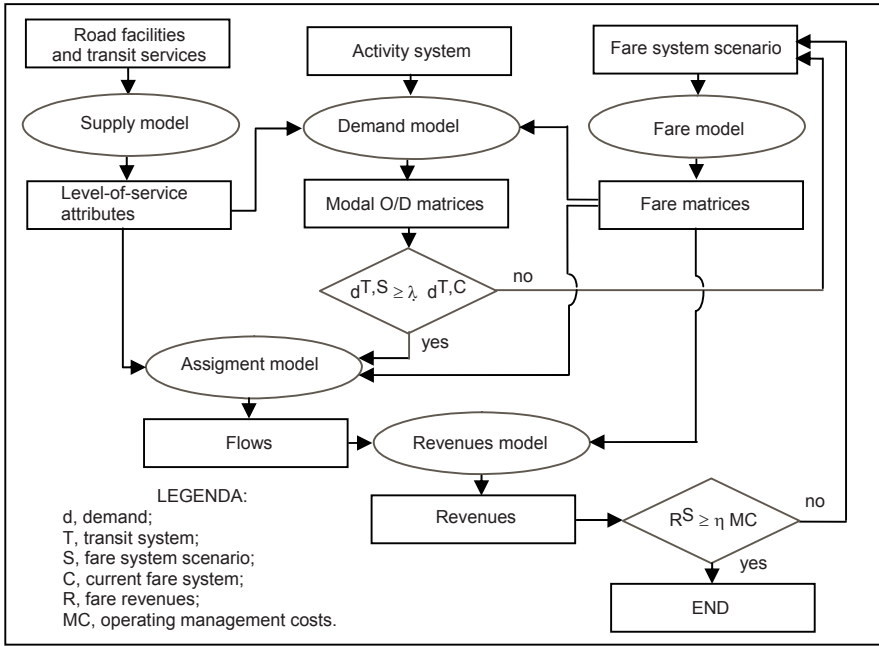 Road facilities
and transit services
Activity system
Fare system scenario
Supply model
Demand model
Fare model
Level-of-service
attributes
Modal O/D matrices
Fare matrices
d^T,S ≥ λ d^T,C
no
yes
Assigment model
Flows
Revenues model
Revenues
R^S ≥ η MC
no
yes
END
LEGENDA:
d, demand;
T, transit system;
S, fare system scenario;
C, current fare system;
R, fare revenues;
MC, operating management costs.